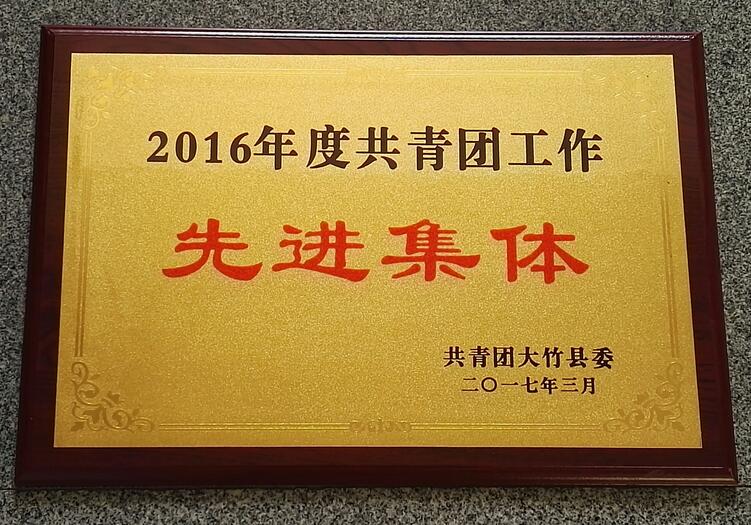 2016年度共青团工作
先进集体
共青团大竹县委
二〇一七年三月